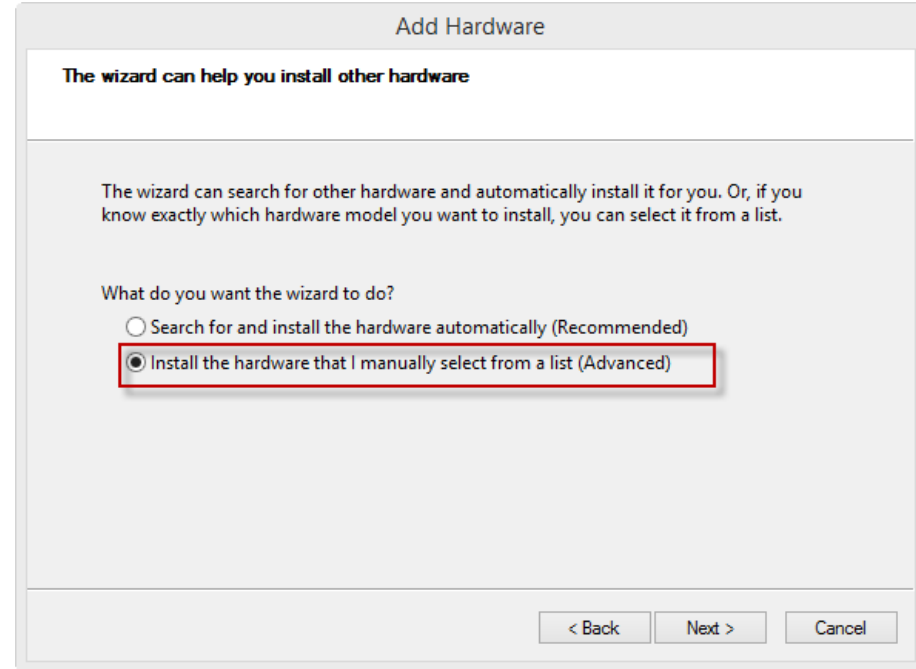 Add Hardware
The wizard can help you install other hardware
The wizard can search for other hardware and automatically install it for you. Or, if you
know exactly which hardware model you want to install, you can select it from a list.
What do you want the wizard to do?
Search for and install the hardware automatically (Recommended)
Install the hardware that I manually select from a list (Advanced)
< Back Next > Cancel